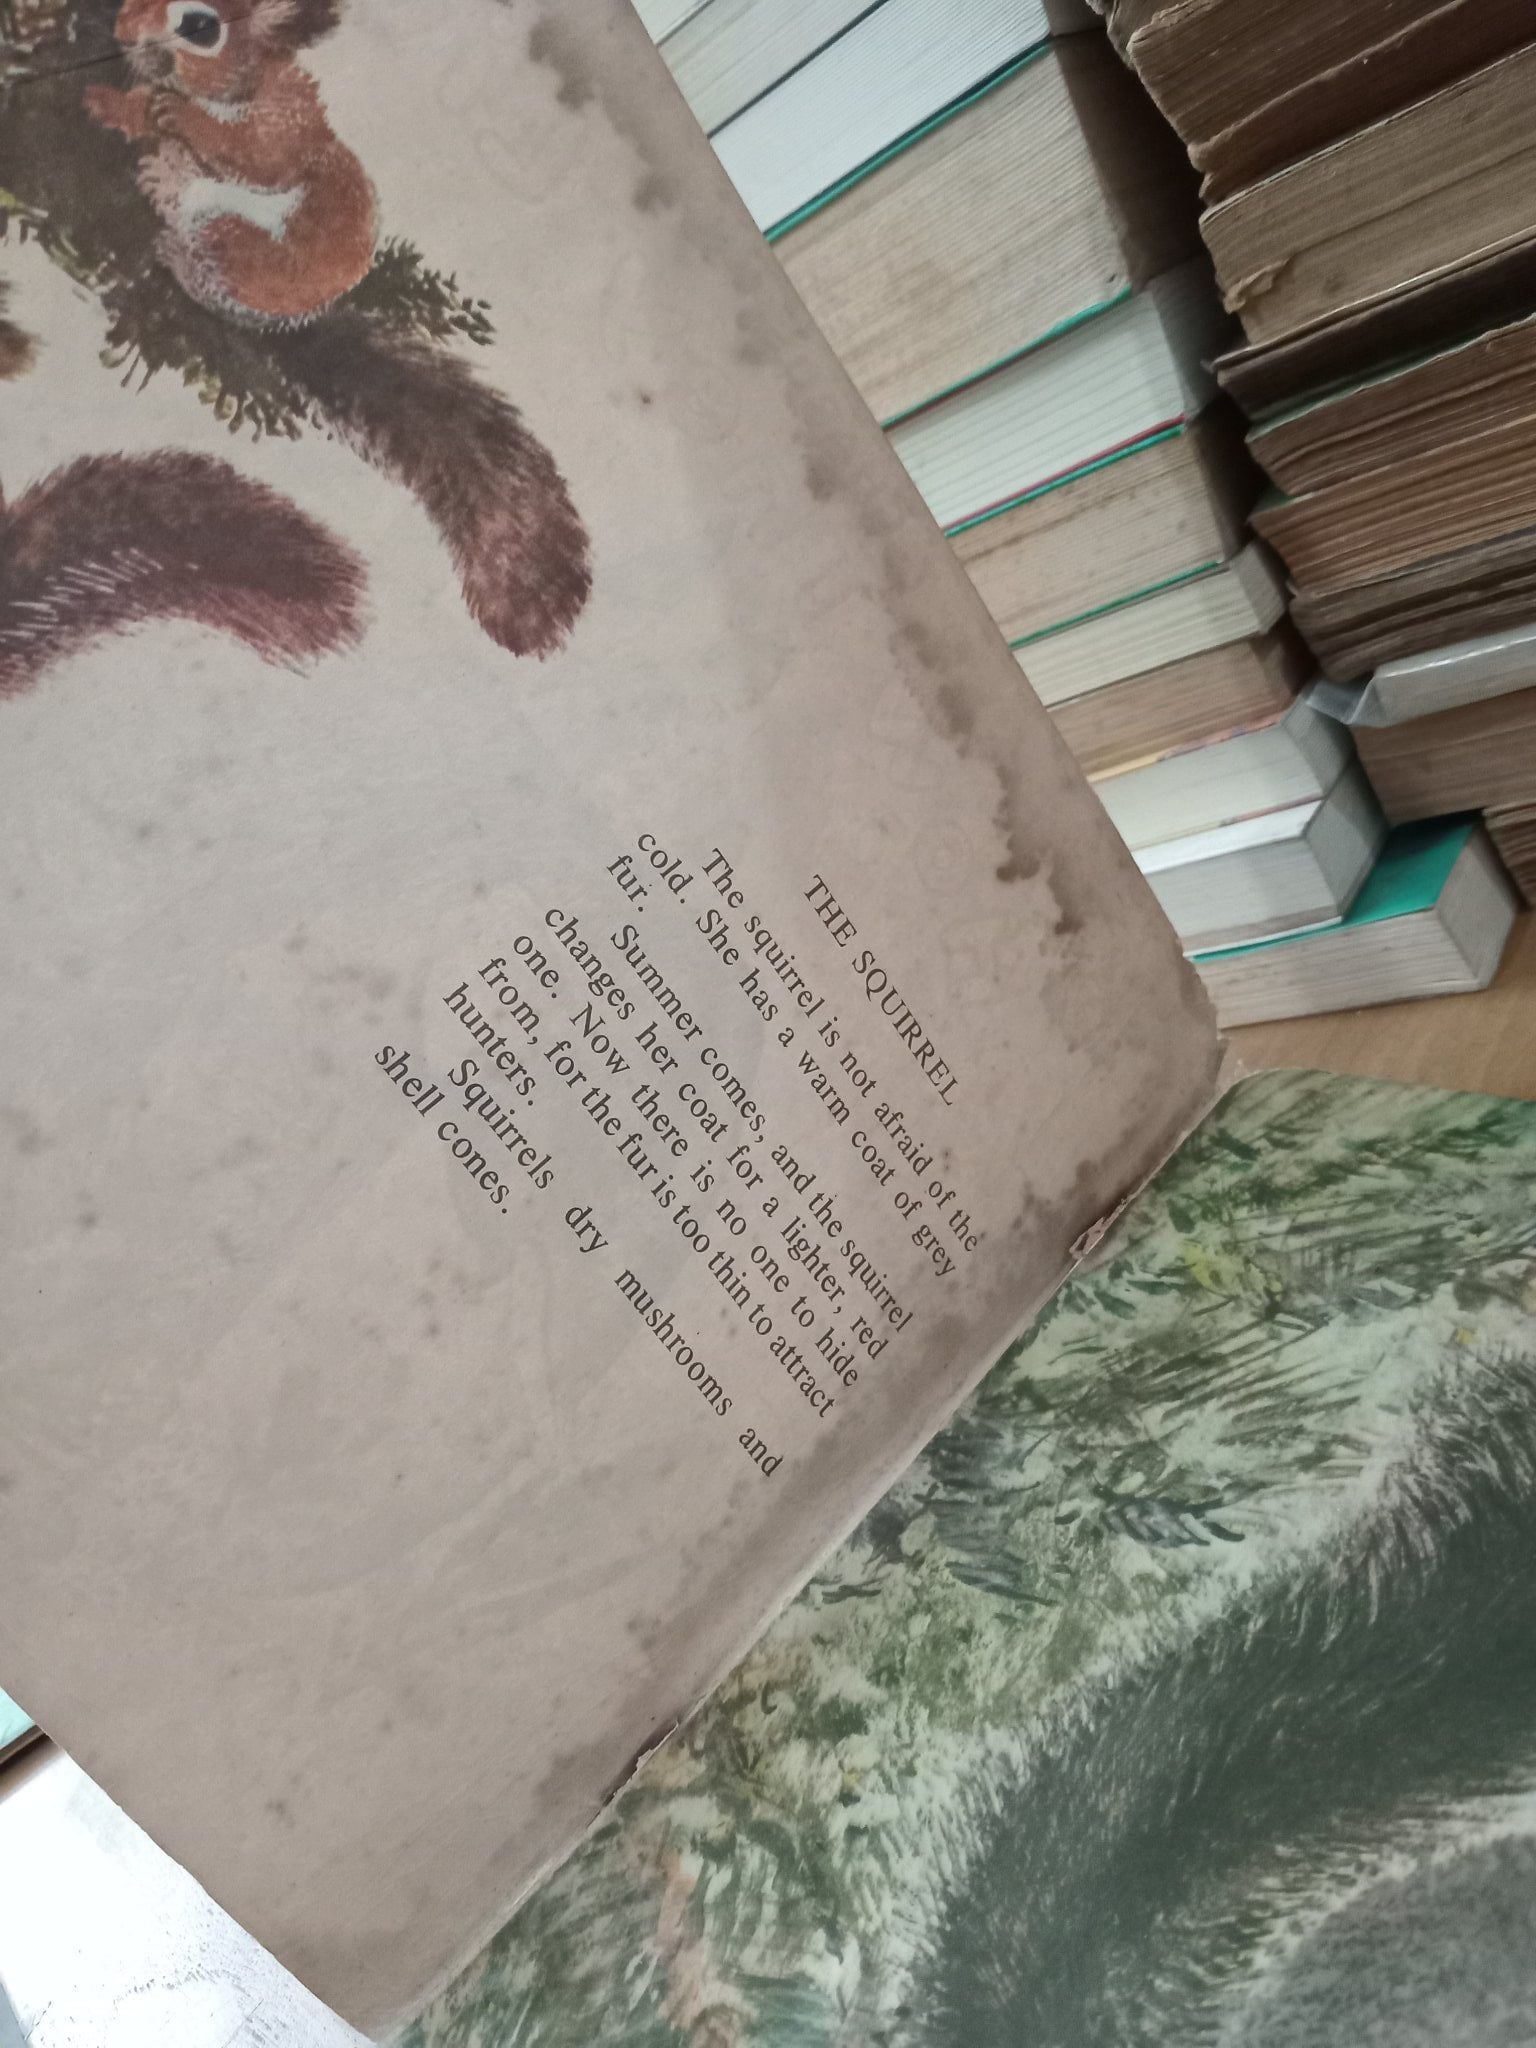 THE SQUIRREL
The squirrel is not afraid of the
cold. She has a warm coat of grey
fur.
Summer comes, and the squirrel
changes her coat for a lighter, red
one. Now there is no one to hide
from, for the fur is too thin to attract
hunters.
Squirrels dry mushrooms and
shell cones.